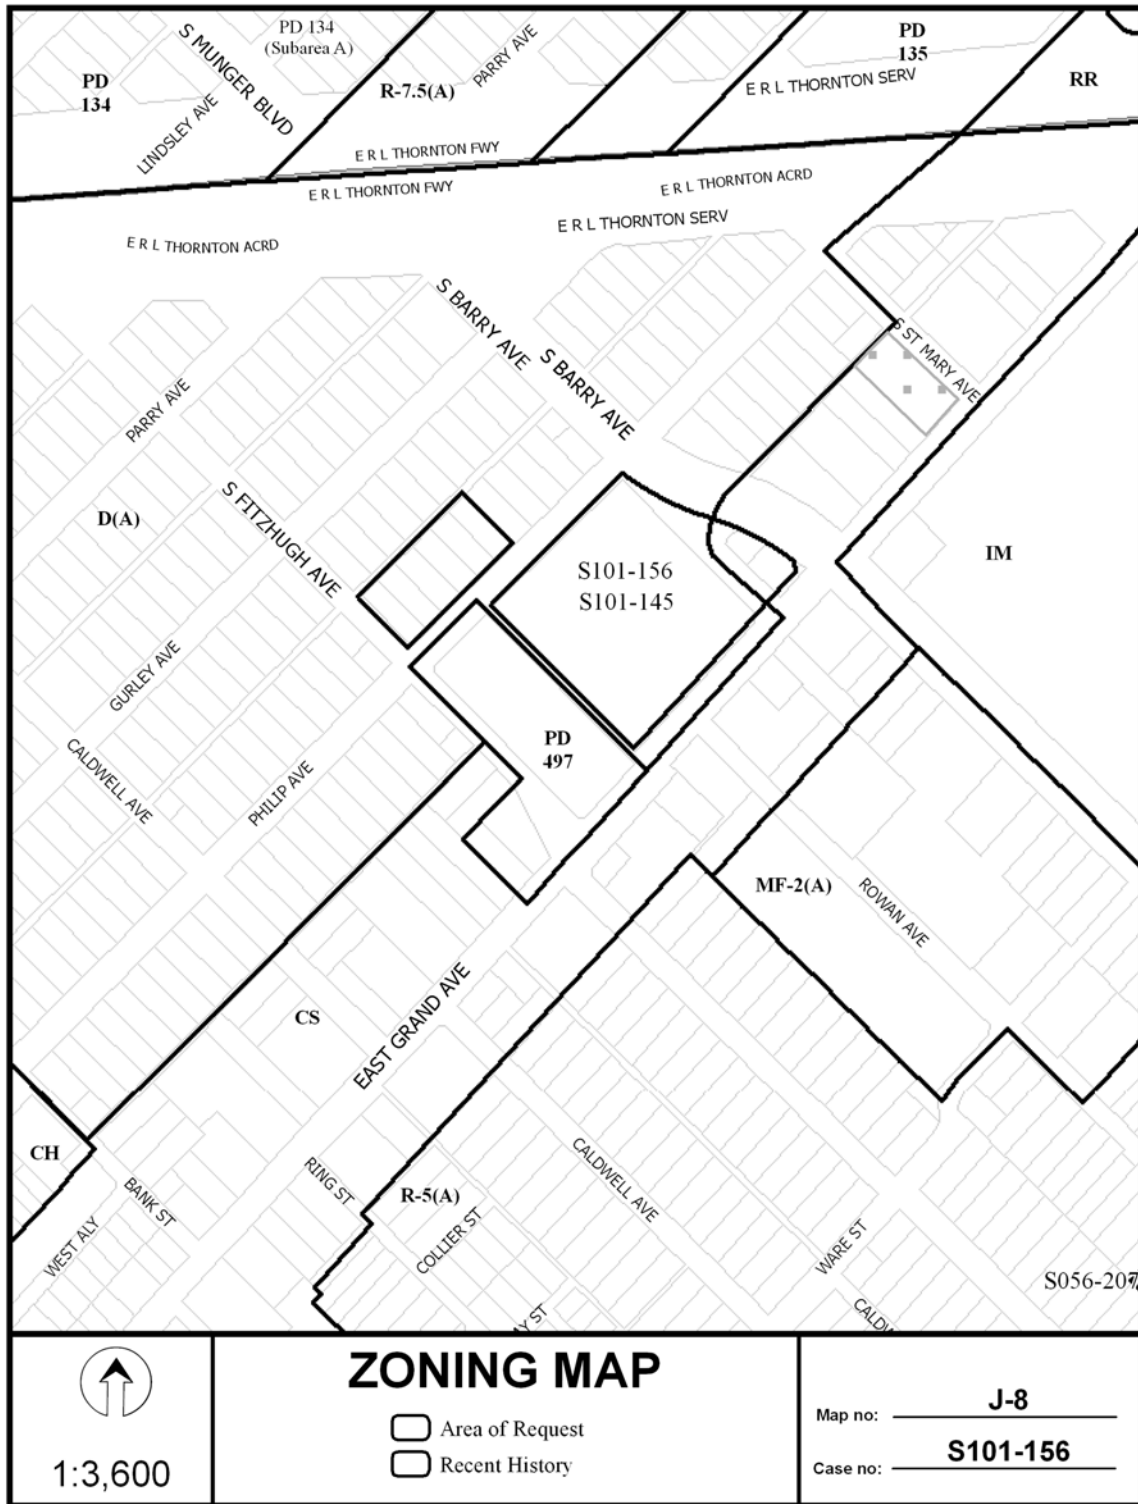 PD 134
(Subarea A)
S MUNGER BLVD
PARRY AVE
PD
135
PD
134
R-7.5(A)
E R L THORNTON SERV
RR
LINDSLEY AVE
E R L THORNTON FWY
E R L THORNTON FWY
E R L THORNTON ACRD
E R L THORNTON SERV
E R L THORNTON ACRD
S BARRY AVE
S BARRY AVE
S ST MARY AVE
PARRY AVE
S FITZHUGH AVE
D(A)
IM
S101-156
S101-145
GURLEY AVE
CALDWELL AVE
PHILIP AVE
PD
497
MF-2(A)
ROWAN AVE
CS
EAST GRAND AVE
CH
BANK ST
RING ST
R-5(A)
CALDWELL AVE
WEST ALY
COLLIER ST
WARE ST
S056-207
Y ST
CALDW
ZONING MAP
Area of Request
Recent History
1:3,600
Map no: J-8
Case no: S101-156